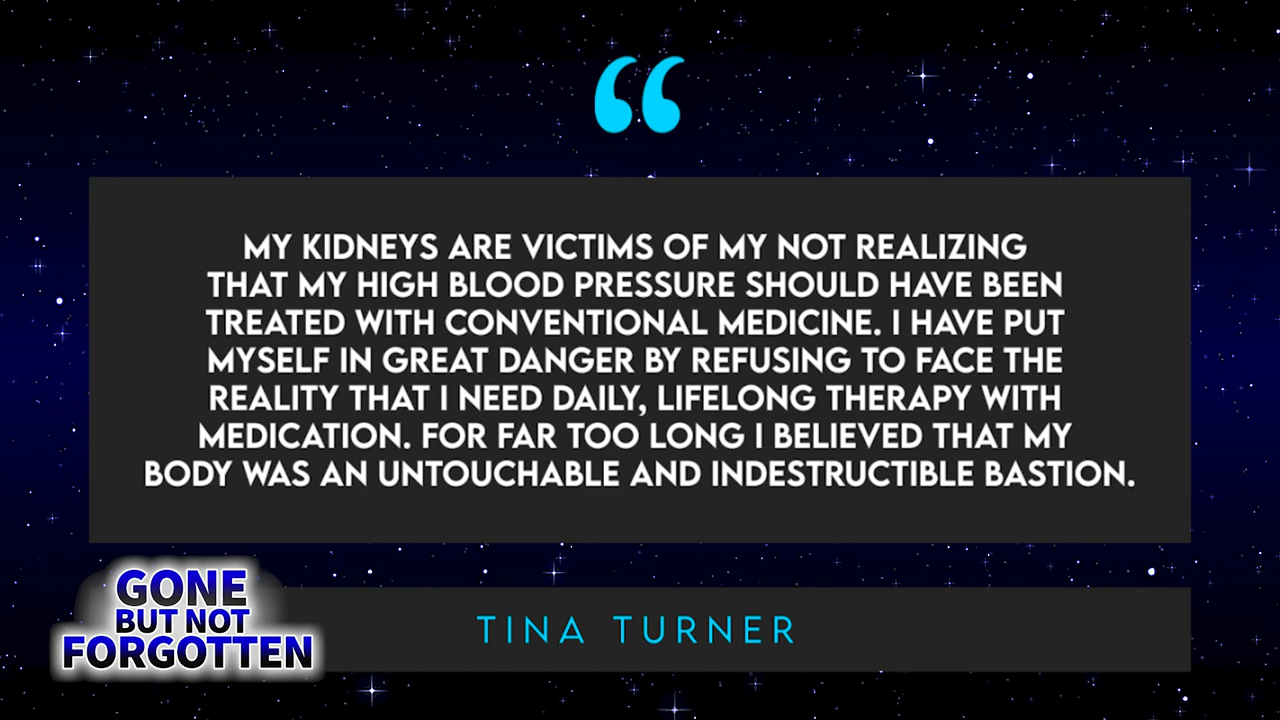 “
MY KIDNEYS ARE VICTIMS OF MY NOT REALIZING
THAT MY HIGH BLOOD PRESSURE SHOULD HAVE BEEN
TREATED WITH CONVENTIONAL MEDICINE. I HAVE PUT
MYSELF IN GREAT DANGER BY REFUSING TO FACE THE
REALITY THAT I NEED DAILY, LIFELONG THERAPY WITH
MEDICATION. FOR FAR TOO LONG I BELIEVED THAT MY
BODY WAS AN UNTOUCHABLE AND INDESTRUCTIBLE BASTION.
TINA TURNER
GONE
BUT NOT
FORGOTTEN